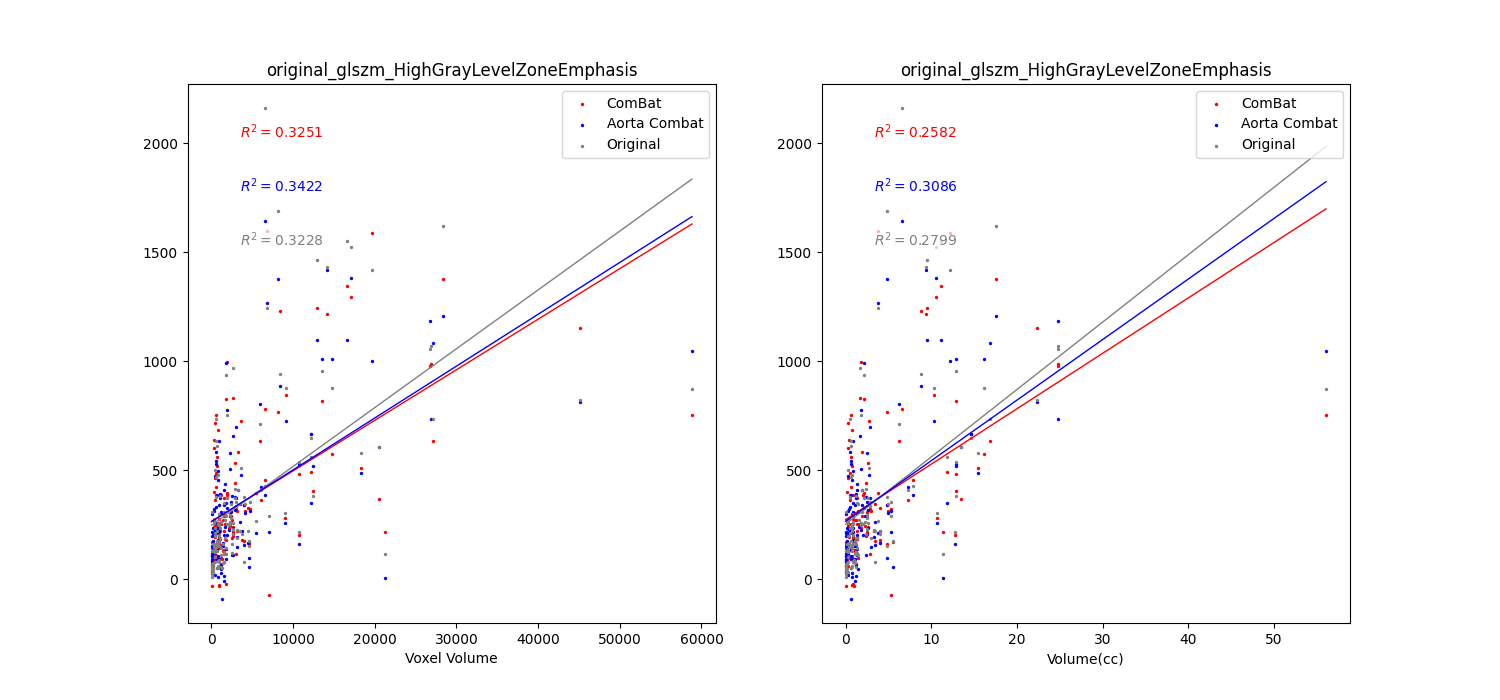 original_glszm_HighGrayLevelZoneEmphasis
ComBat
Aorta Combat
Original
R² = 0.3251
R² = 0.3422
R² = 0.3228
2000
1500
1000
500
0
0 10000 20000 30000 40000 50000 60000
Voxel Volume
original_glszm_HighGrayLevelZoneEmphasis
ComBat
Aorta Combat
Original
R² = 0.2582
R² = 0.3086
R² = 0.2799
2000
1500
1000
500
0
0 10 20 30 40 50
Volume(cc)